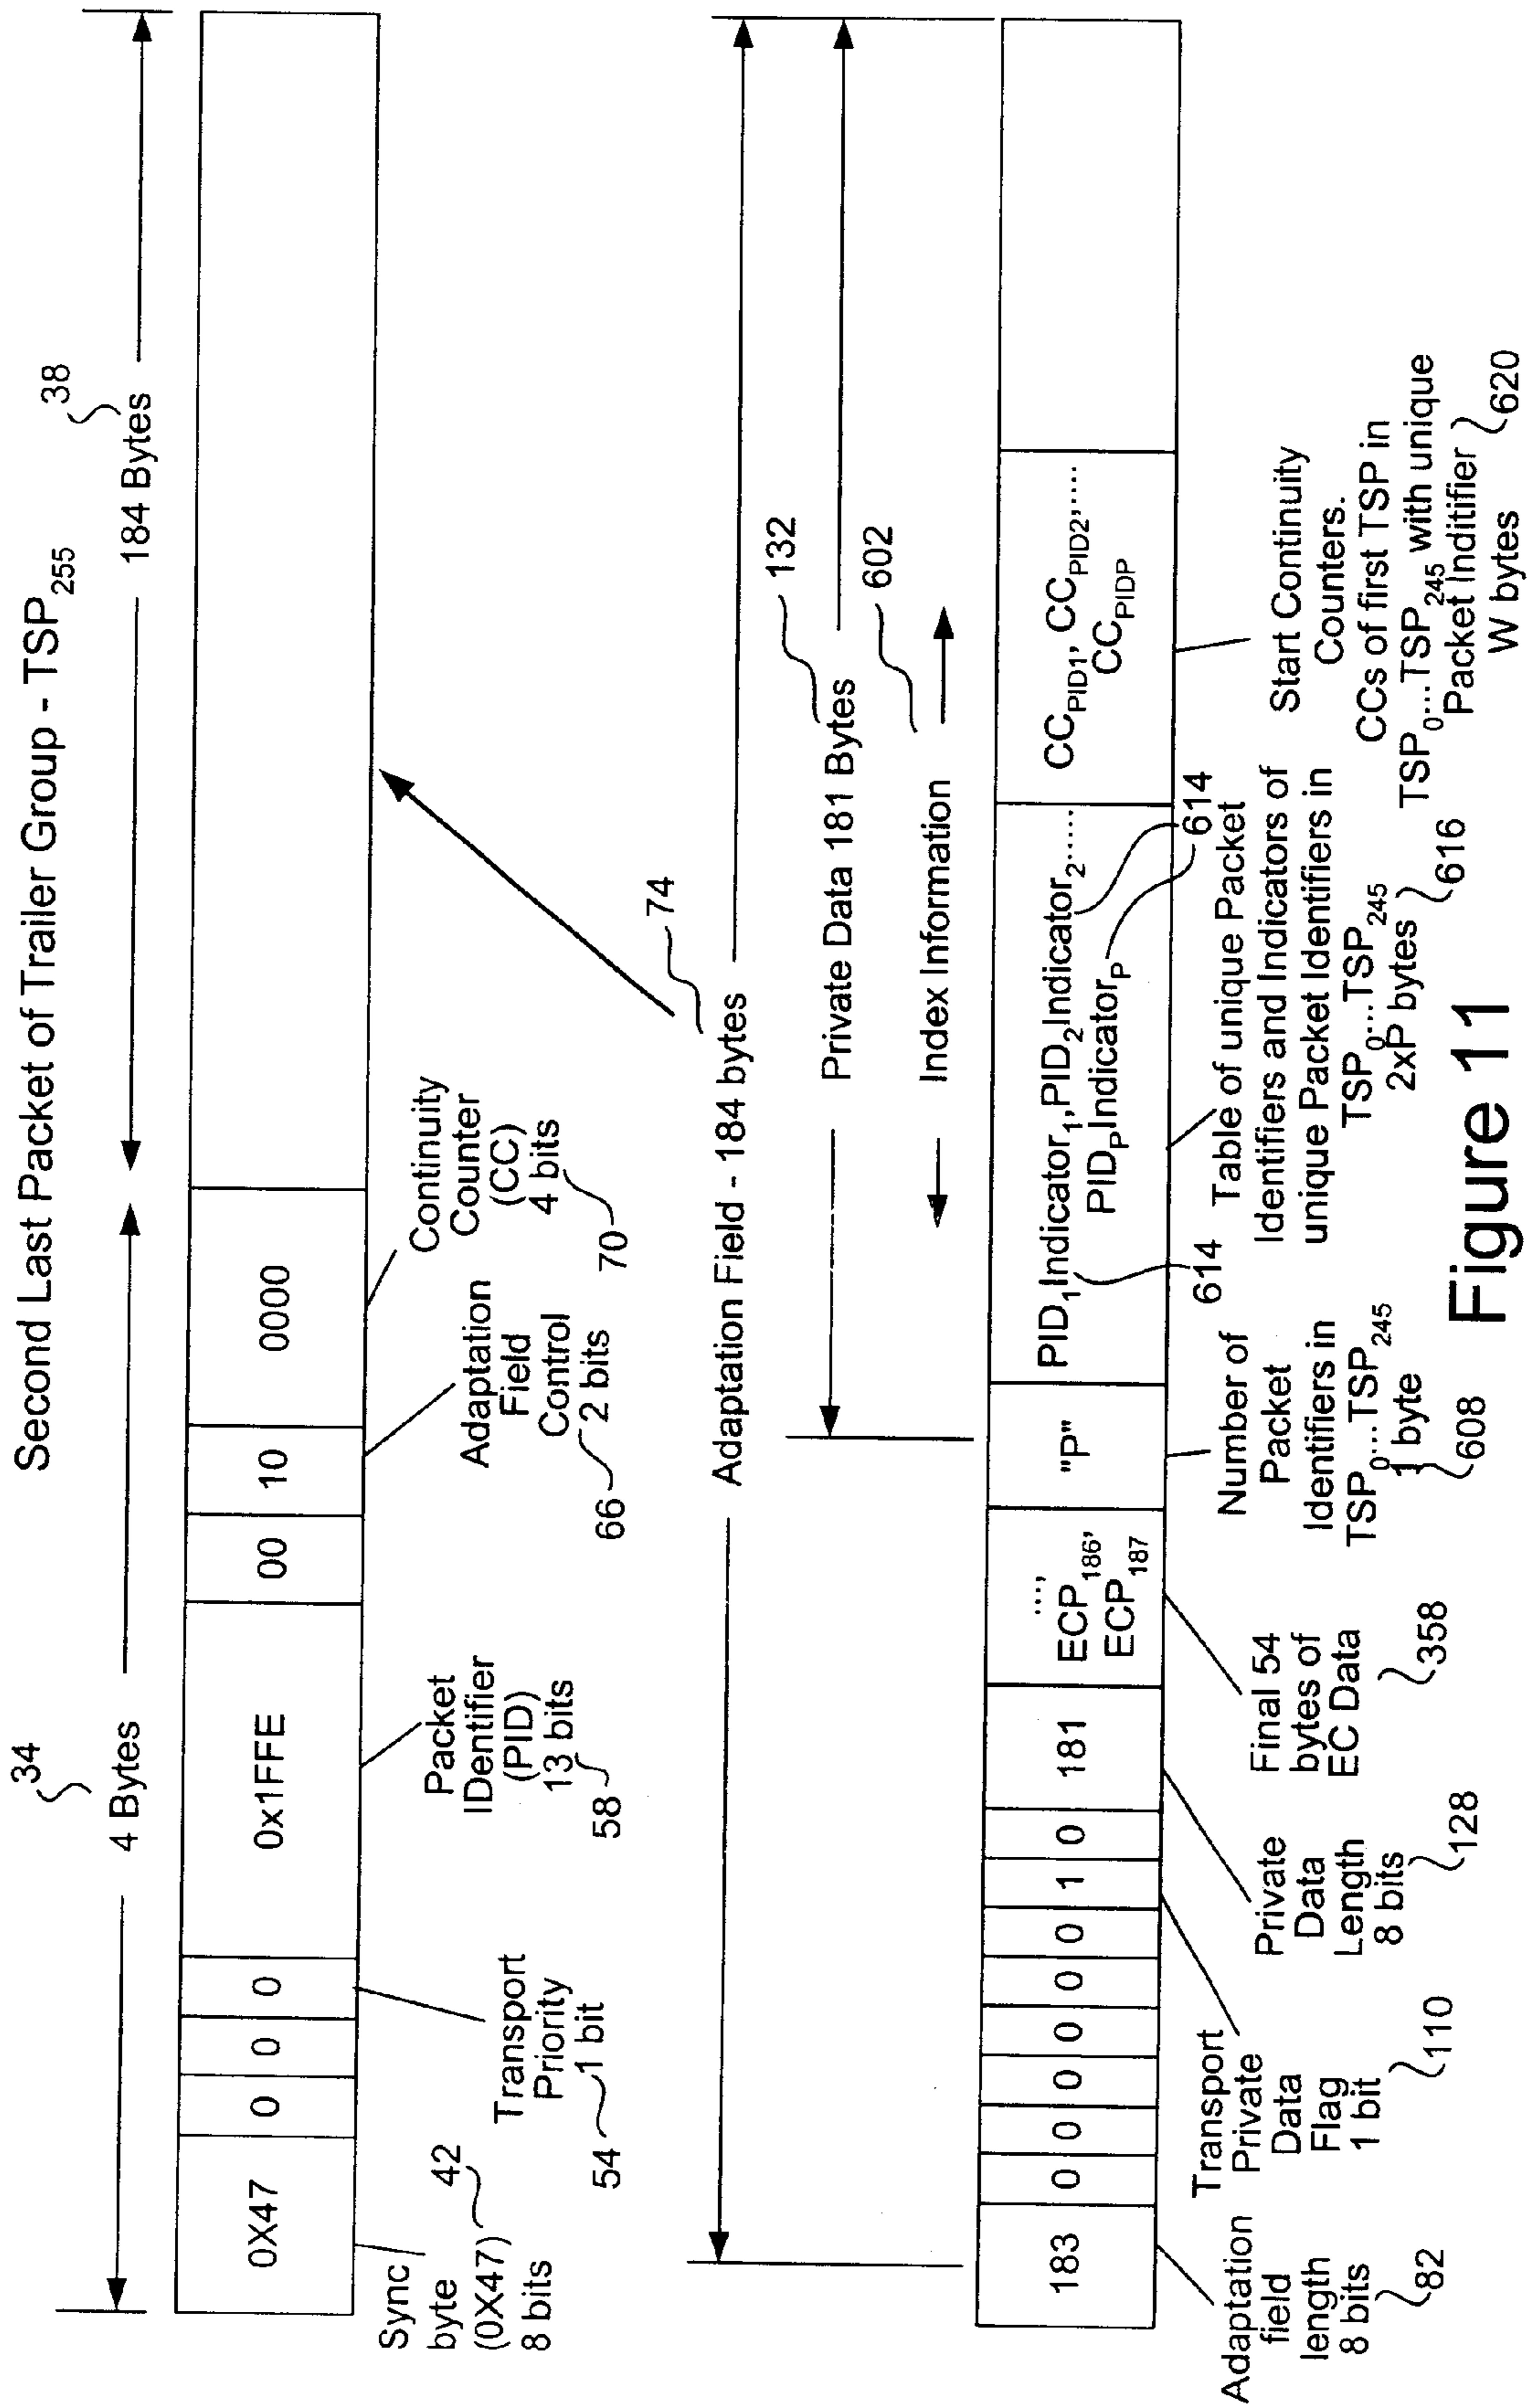 Second Last Packet of Trailer Group - TSP255
34
4 Bytes
38
184 Bytes
0X47
0
0
0
0x1FFE
00
10
0000
Sync
byte
(0X47)
8 bits
42
Transport
Priority
1 bit
54
Packet
IDentifier
(PID)
13 bits
58
Adaptation
Field
Control
2 bits
66
Continuity
Counter
(CC)
4 bits
70
Adaptation Field - 184 bytes
74
Private Data 181 Bytes
132
Index Information
602
183
0
0
0
0
0
0
1
0
181
....,
ECP186,
ECP187
"P"
PID1Indicator1,PID2Indicator2.....
PIDPIndicatorP
CCPID1, CCPID2,....
CCPIDP
Adaptation
field
length
8 bits
82
Transport
Private
Data
Flag
1 bit
110
Private
Data
Length
8 bits
128
Final 54
bytes of
EC Data
358
Number of
Packet
Identifiers in
TSP0....TSP245
1 byte
608
614
614
Table of unique Packet
Identifiers and Indicators of
unique Packet Identifiers in
TSP0....TSP245
2xP bytes
616
Start Continuity
Counters.
CCs of first TSP in
TSP0....TSP245 with unique
Packet Inditifier
W bytes
620
Figure 11